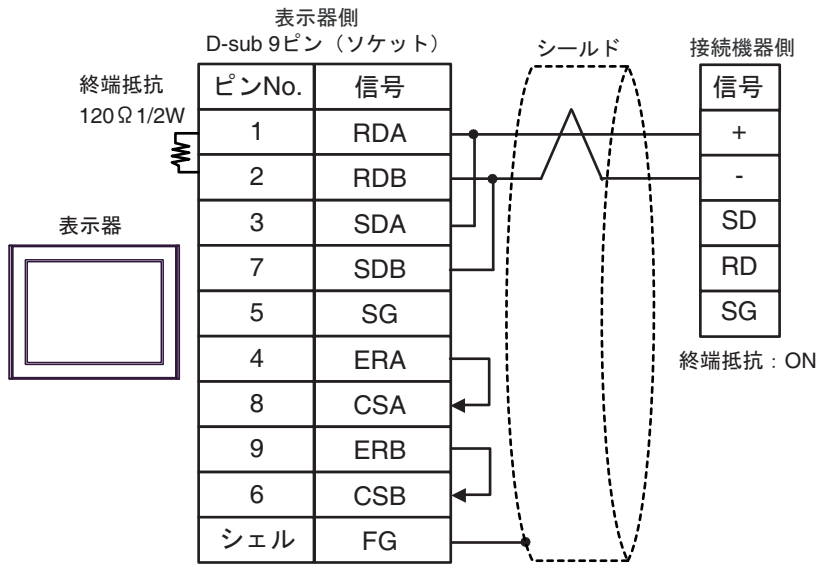 表示器側
D-sub 9ピン（ソケット）
シールド
接続機器側
終端抵抗
120Ω 1/2W
表示器
ピンNo. 信号
1 RDA
2 RDB
3 SDA
7 SDB
5 SG
4 ERA
8 CSA
9 ERB
6 CSB
シェル FG
信号
+
-
SD
RD
SG
終端抵抗：ON